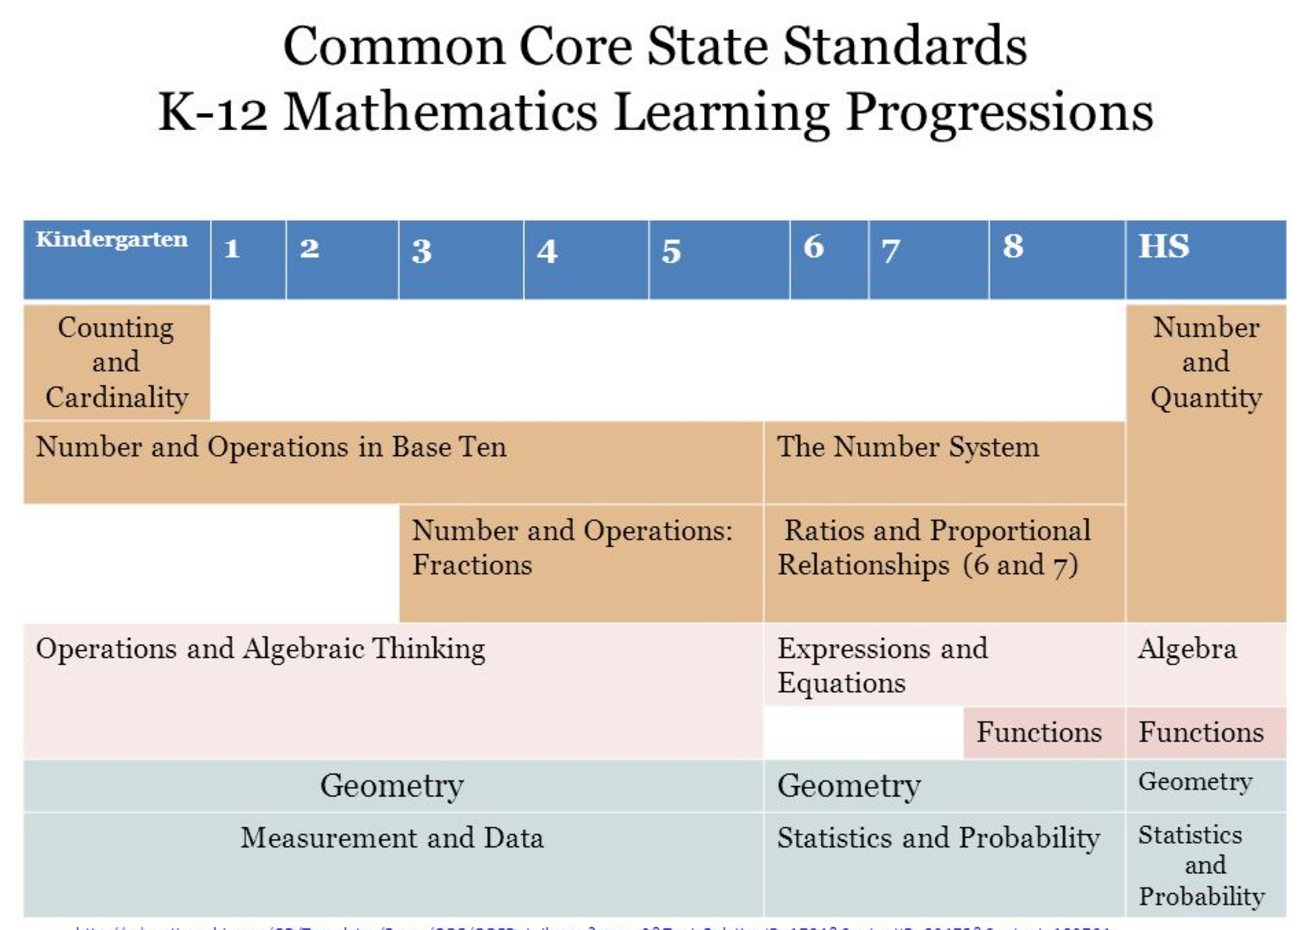 Common Core State Standards
K-12 Mathematics Learning Progressions
Kindergarten 1 2 3 4 5 6 7 8 HS
Counting
and
Cardinality
Number
and
Quantity
Number and Operations in Base Ten
The Number System
Number and Operations:
Fractions
Ratios and Proportional
Relationships (6 and 7)
Operations and Algebraic Thinking
Expressions and
Equations
Algebra
Functions
Functions
Geometry
Geometry
Geometry
Measurement and Data
Statistics and Probability
Statistics
and
Probability